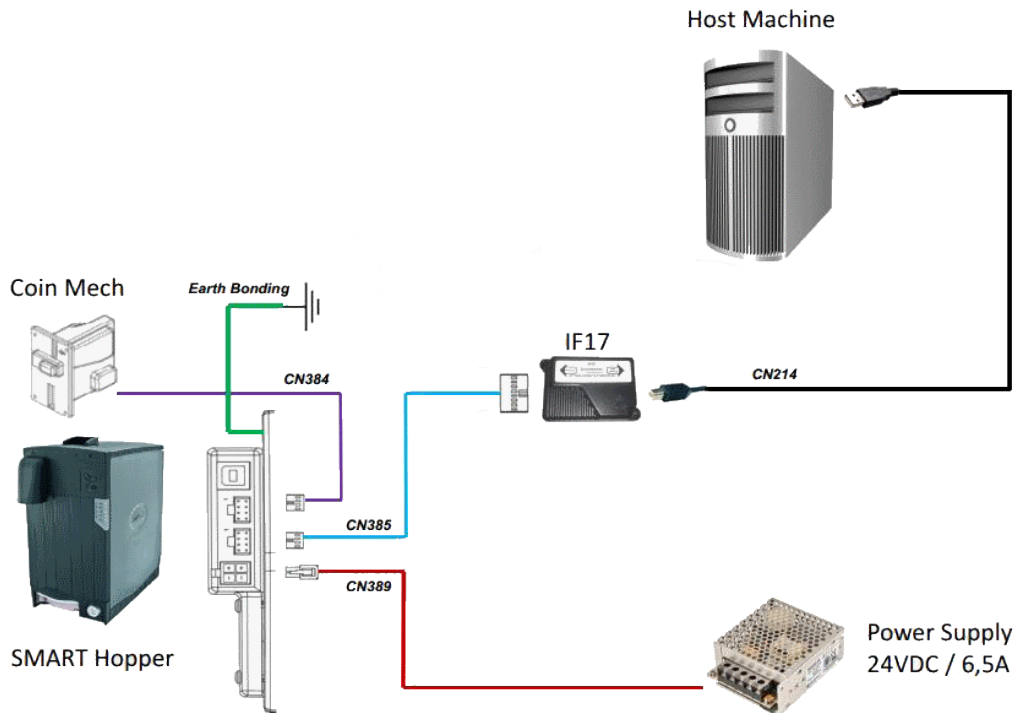 Host Machine
Coin Mech
Earth Bonding
IF17
CN384
CN214
CN385
CN389
SMART Hopper
Power Supply
24VDC / 6,5A